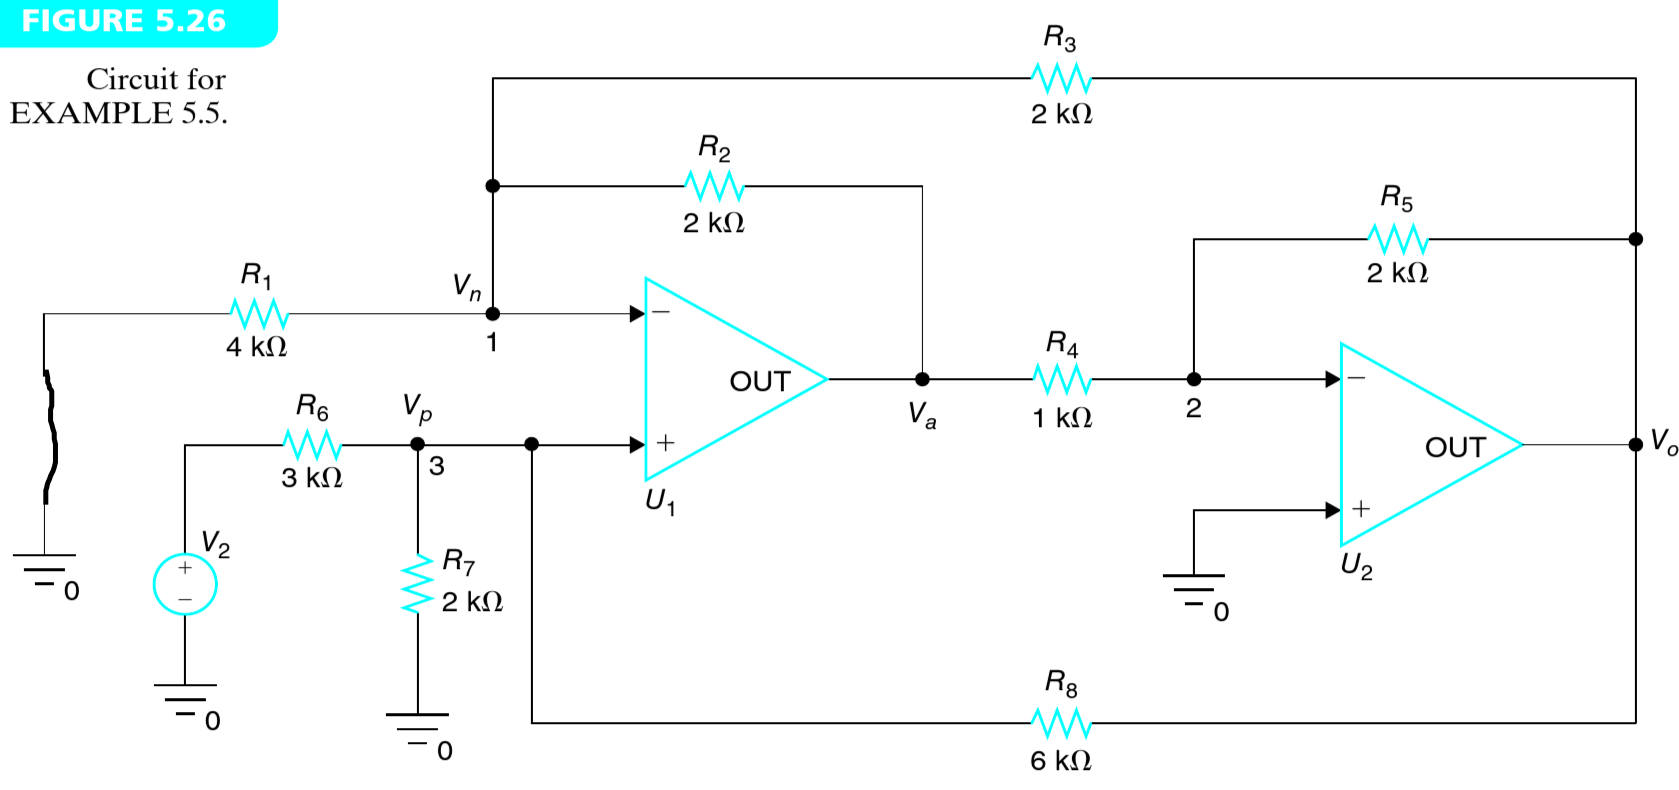 FIGURE 5.26
Circuit for
EXAMPLE 5.5.
R3
2 kΩ
R2
2 kΩ
R5
2 kΩ
R1
4 kΩ
Vn
1
−
OUT
+
U1
Va
R4
1 kΩ
2
−
OUT
+
U2
Vo
R6
3 kΩ
Vp
3
V2
+
−
R7
2 kΩ
0
0
0
0
R8
6 kΩ